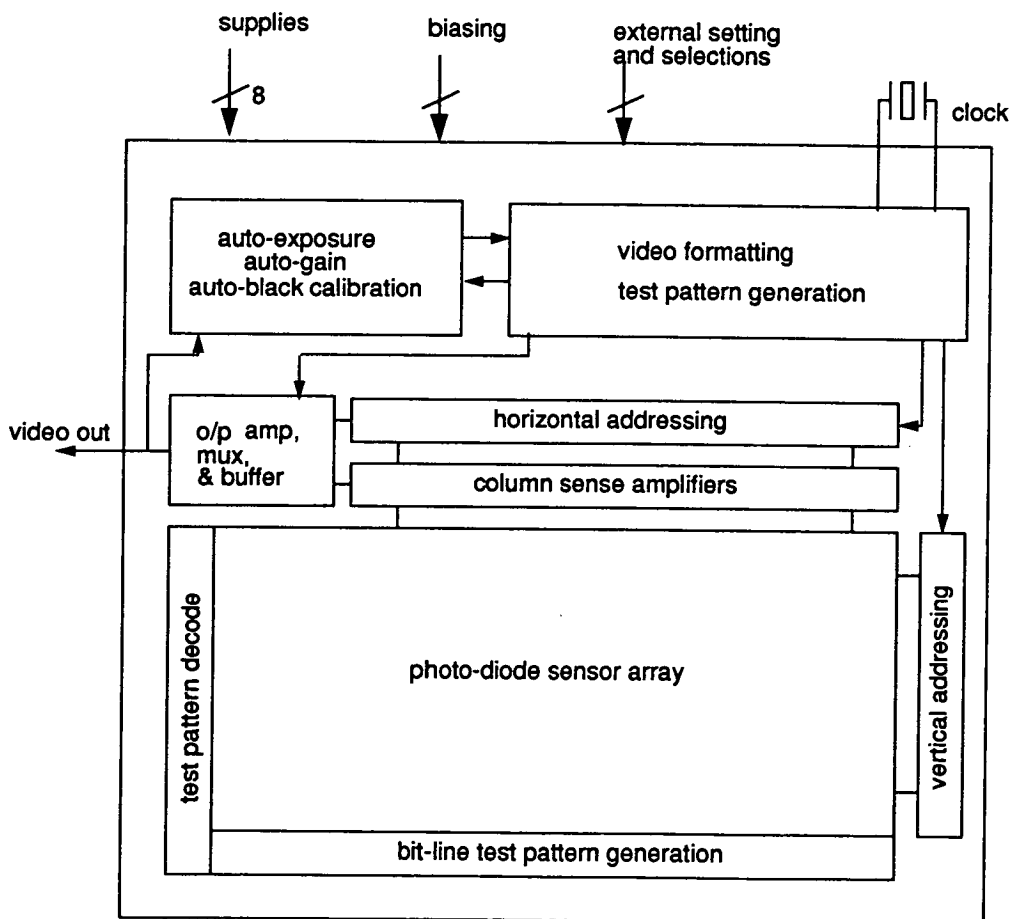 supplies
biasing
external setting
and selections
8
clock
auto-exposure
auto-gain
auto-black calibration
video formatting
test pattern generation
video out
o/p amp,
mux,
& buffer
horizontal addressing
column sense amplifiers
test pattern decode
photo-diode sensor array
vertical addressing
bit-line test pattern generation